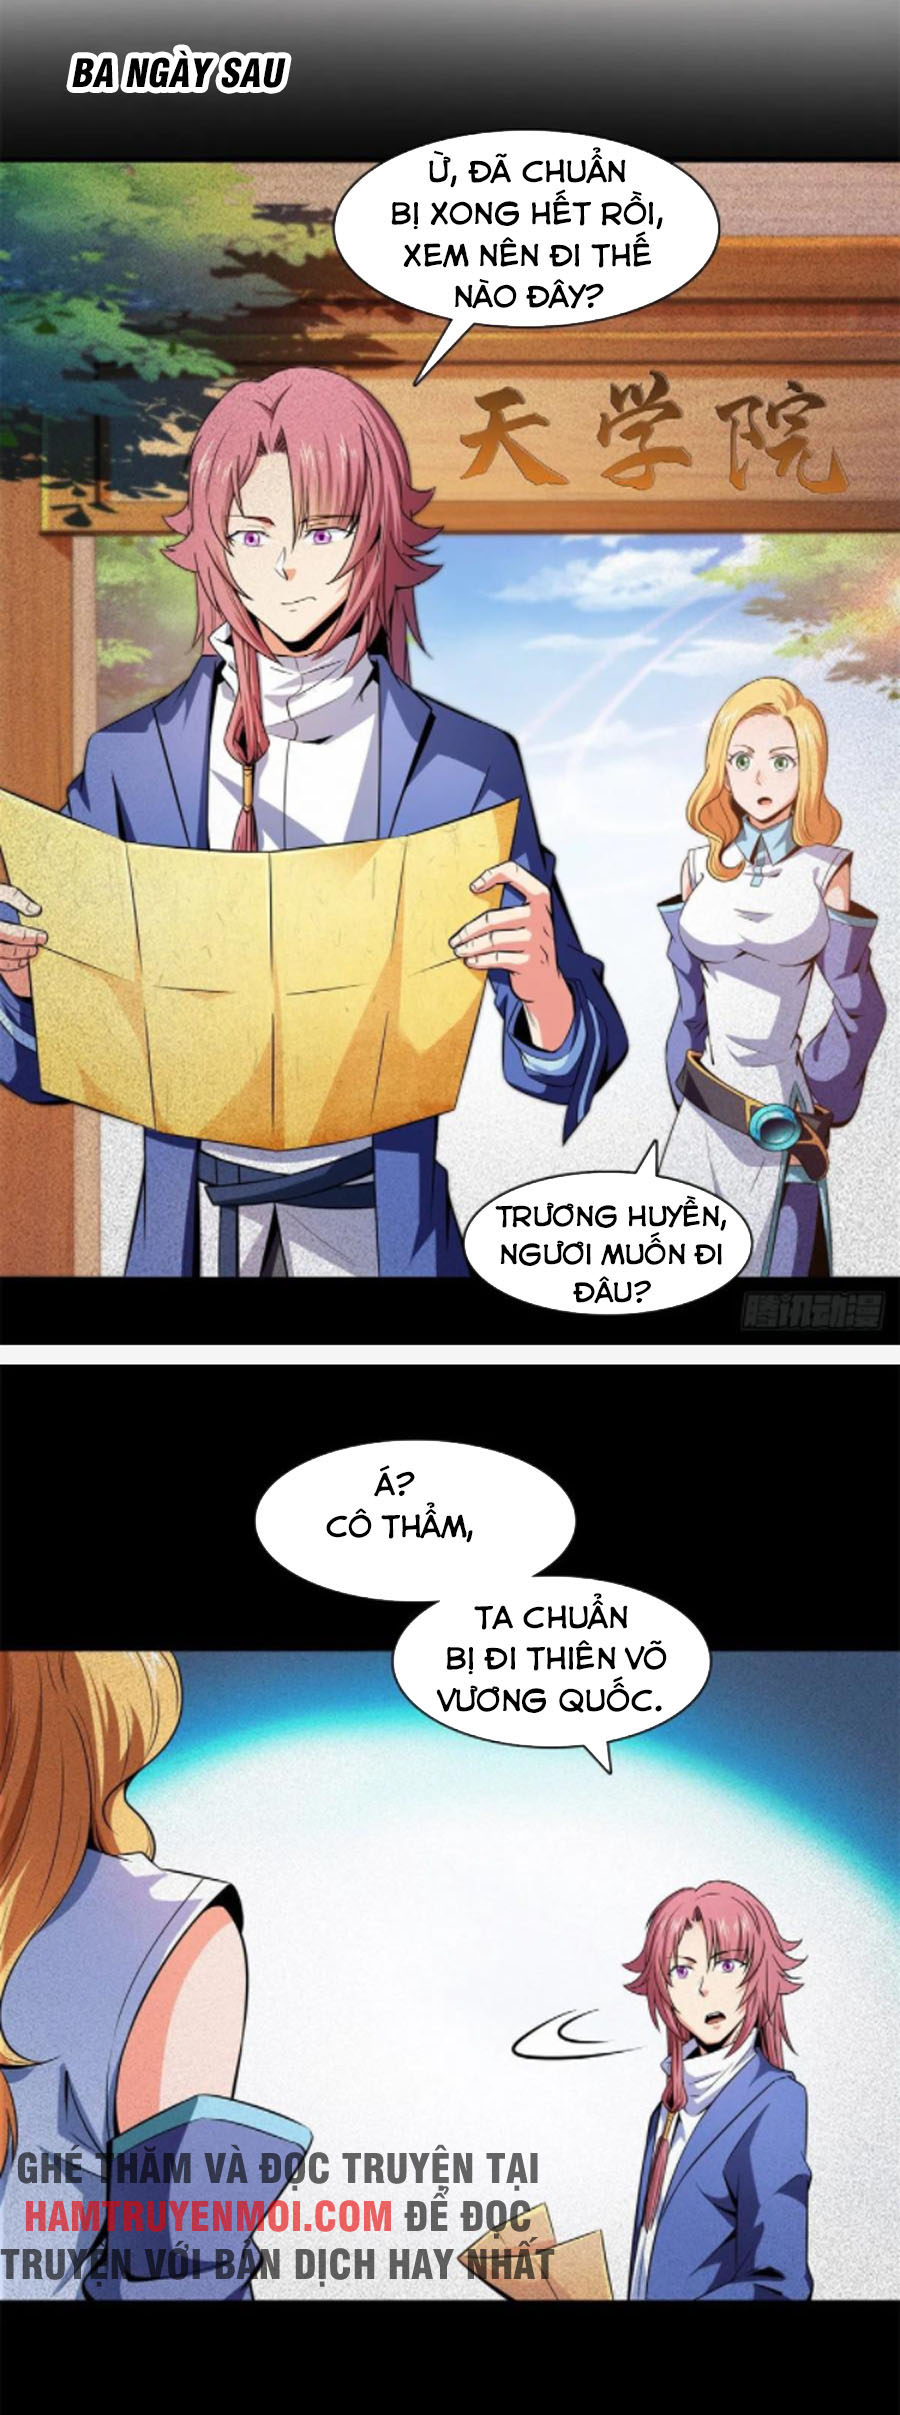 BA NGÀY SAU
Ừ, ĐÃ CHUẨN
BỊ XONG HẾT RỒI,
XEM NÊN ĐI THẾ
NÀO ĐÂY?
天学院
TRƯƠNG HUYỀN,
NGƯƠI MUỐN ĐI
ĐÂU?
腾讯动漫
Á?
CÔ THẨM,
TA CHUẨN
BỊ ĐI THIÊN VÕ
VƯƠNG QUỐC.
GHÉ THĂM VÀ ĐỌC TRUYỆN TẠI
HAMTRUYENMOI.COM ĐỂ ĐỌC
TRUYỆN VỚI BẢN DỊCH HAY NHẤT